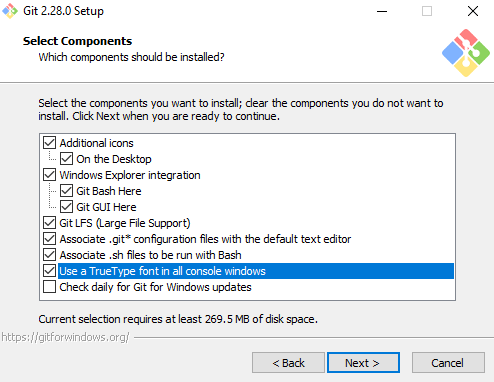 Git 2.28.0 Setup
Select Components
Which components should be installed?
Select the components you want to install; clear the components you do not want to
install. Click Next when you are ready to continue.
Additional icons
On the Desktop
Windows Explorer integration
Git Bash Here
Git GUI Here
Git LFS (Large File Support)
Associate .git* configuration files with the default text editor
Associate .sh files to be run with Bash
Use a TrueType font in all console windows
Check daily for Git for Windows updates
Current selection requires at least 269.5 MB of disk space.
https://gitforwindows.org/
< Back
Next >
Cancel